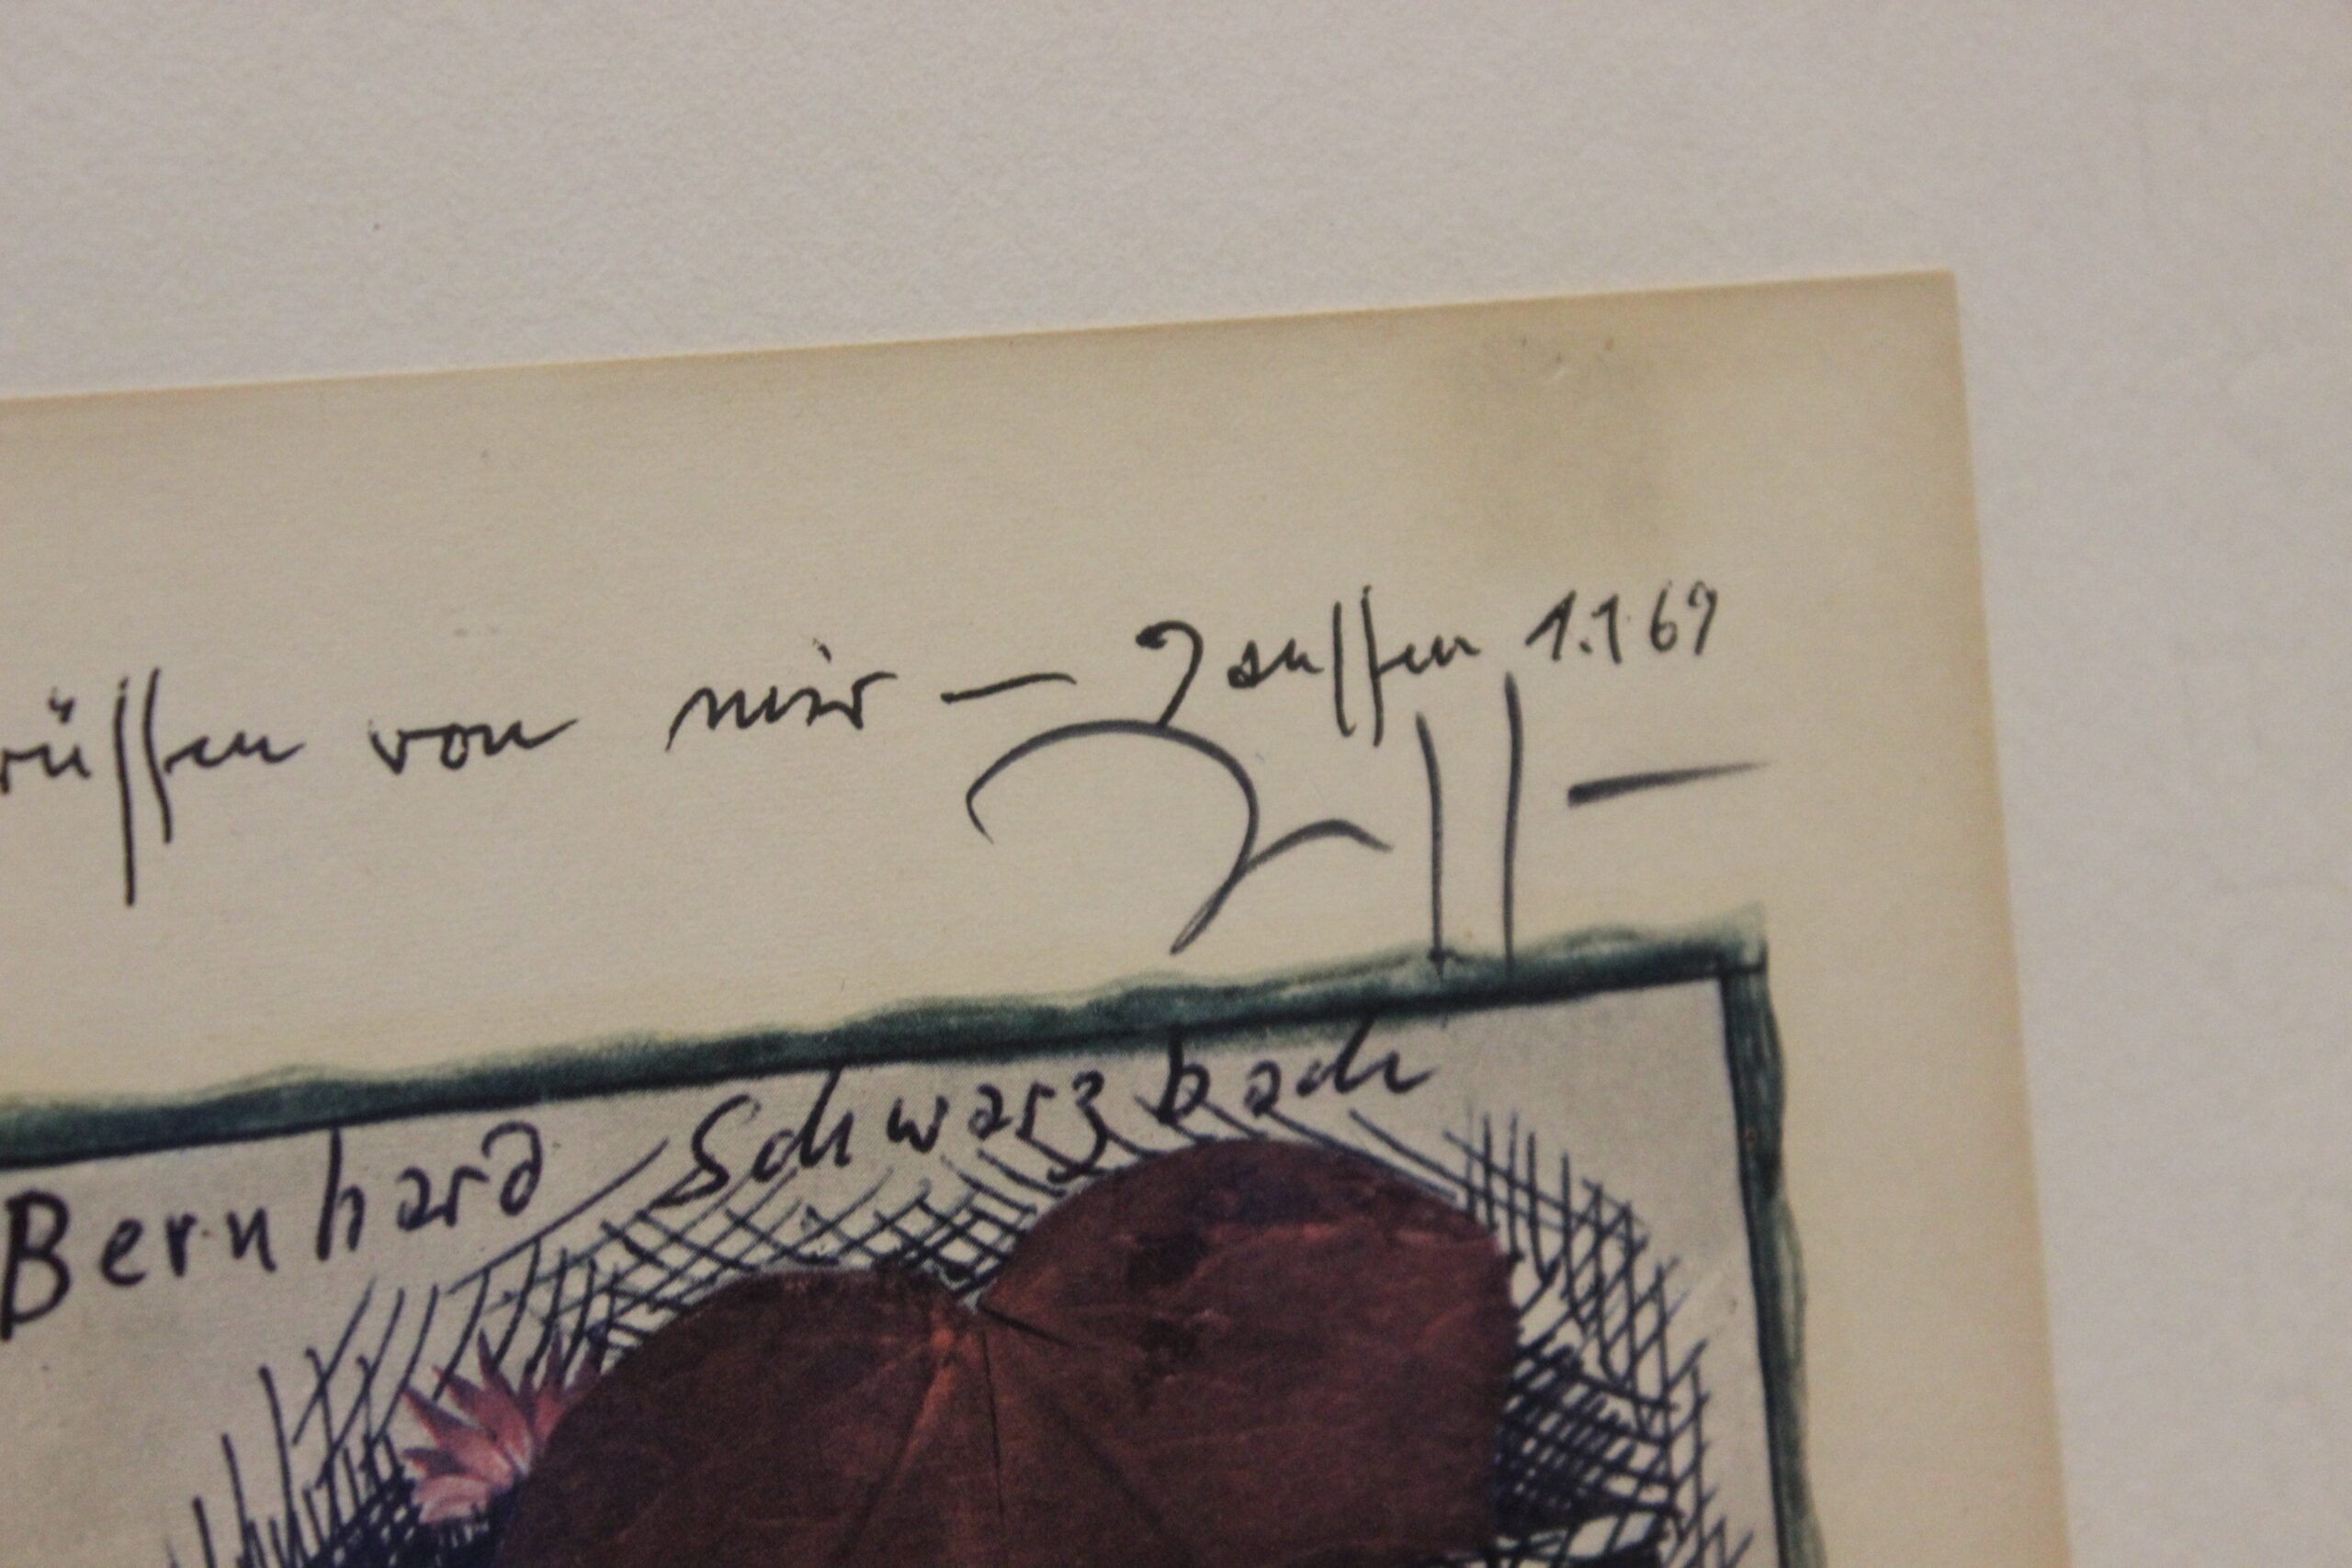 rüssen von mir — Janssen 1.1 69
Bernhard Schwarzbach